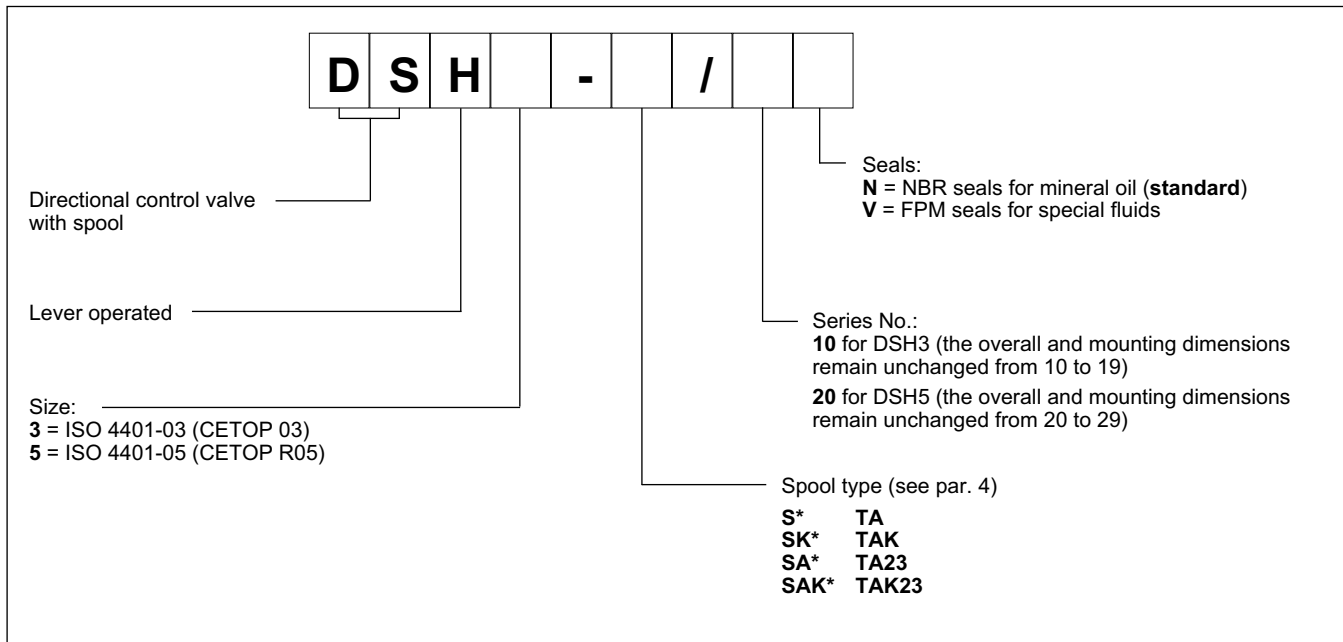 D S H - /
Seals:
N = NBR seals for mineral oil (standard)
V = FPM seals for special fluids
Directional control valve
with spool
Lever operated
Series No.:
10 for DSH3 (the overall and mounting dimensions
remain unchanged from 10 to 19)
20 for DSH5 (the overall and mounting dimensions
remain unchanged from 20 to 29)
Size:
3 = ISO 4401-03 (CETOP 03)
5 = ISO 4401-05 (CETOP R05)
Spool type (see par. 4)
S* TA
SK* TAK
SA* TA23
SAK* TAK23